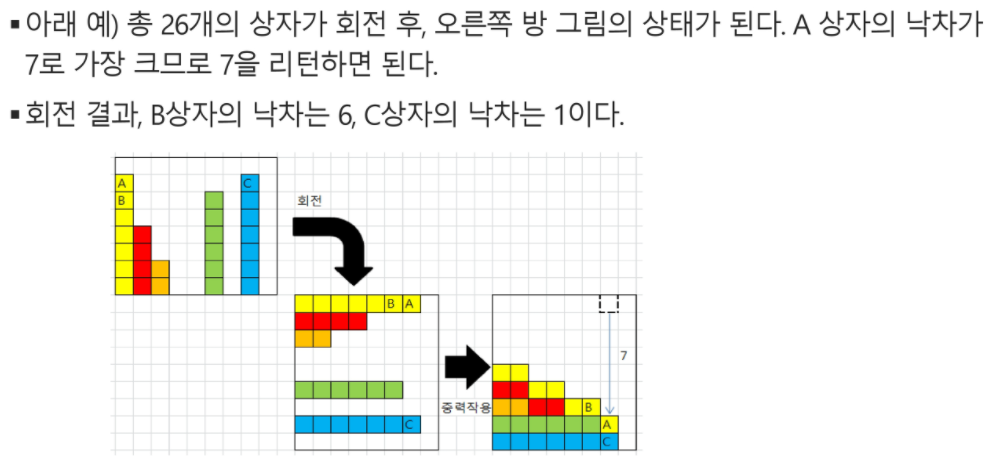 ▪ 아래 예) 총 26개의 상자가 회전 후, 오른쪽 방 그림의 상태가 된다. A 상자의 낙차가
7로 가장 크므로 7을 리턴하면 된다.
▪ 회전 결과, B상자의 낙차는 6, C상자의 낙차는 1이다.
A
C
B
회전
B A
C
7
중력작용
B
A
C